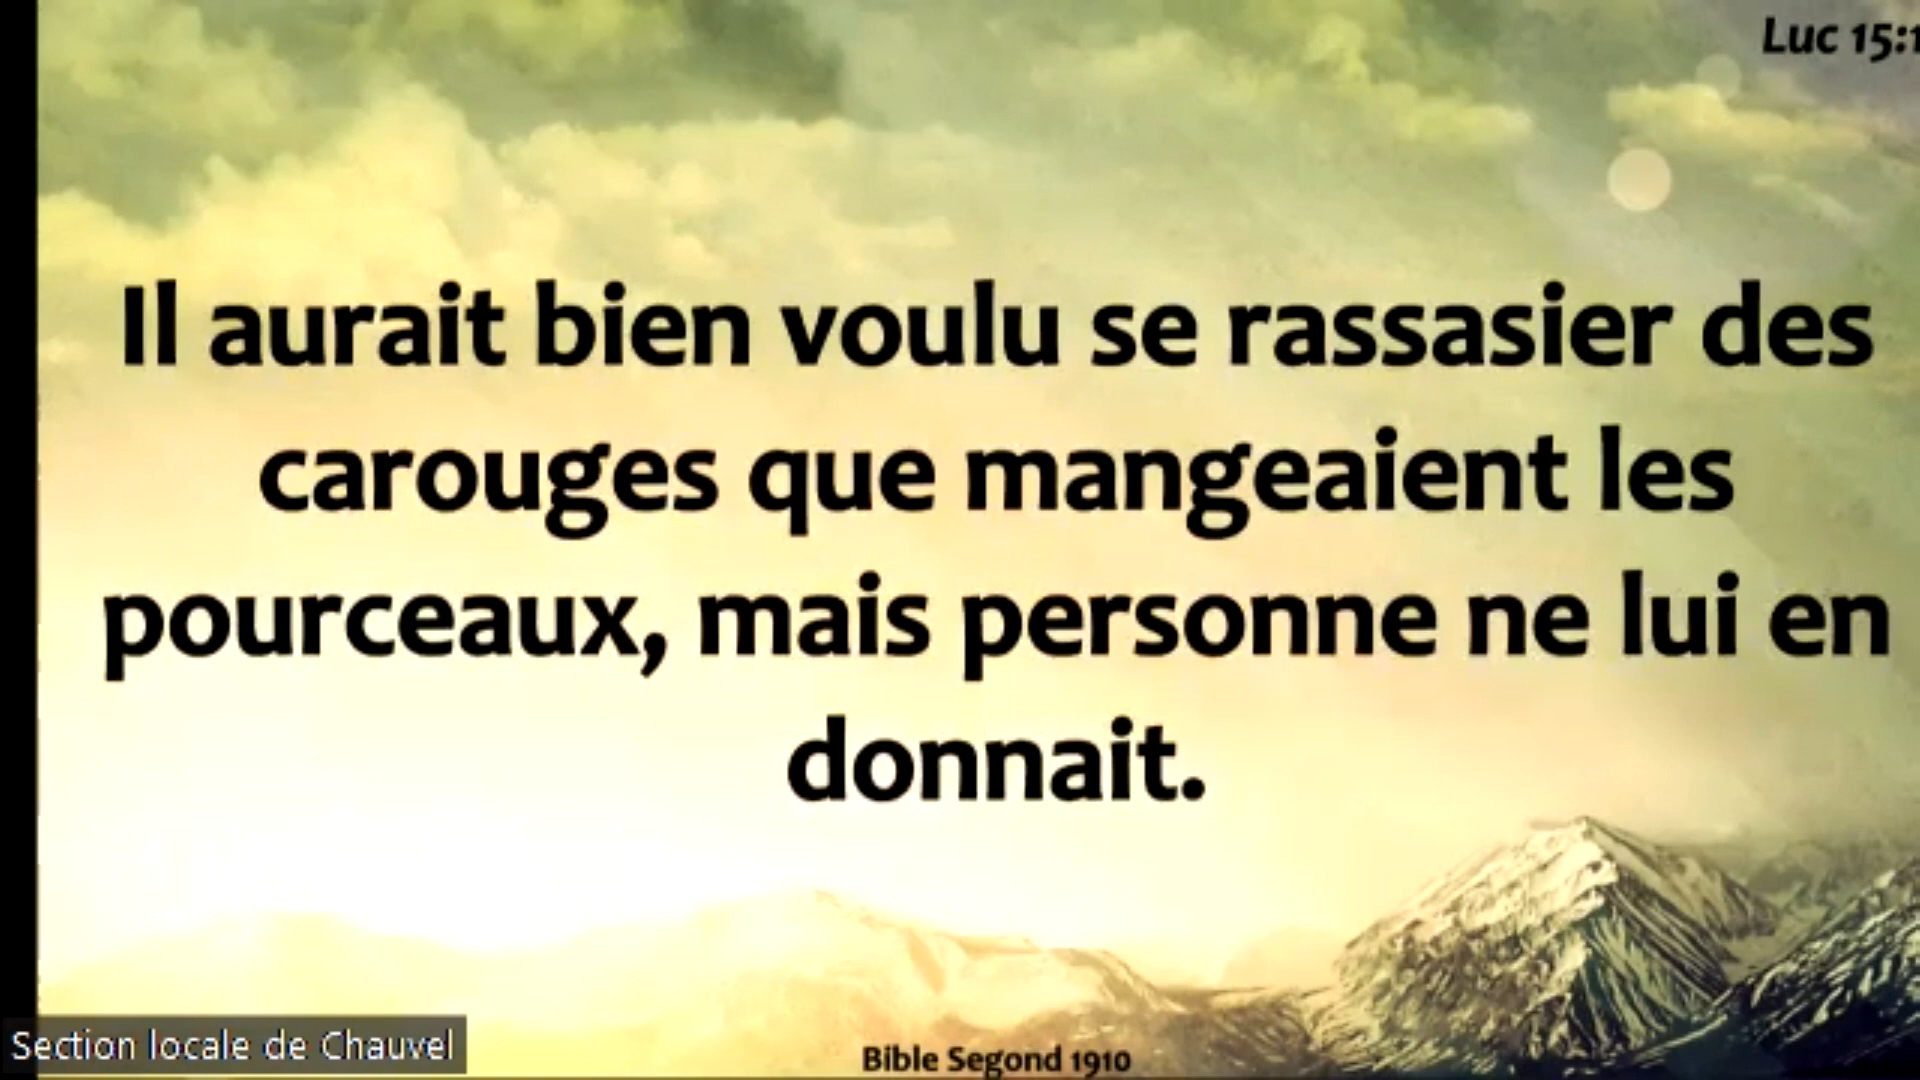 Luc 15:1
Il aurait bien voulu se rassasier des
carouges que mangeaient les
pourceaux, mais personne ne lui en
donnait.
Section locale de Chauvel
Bible Segond 1910